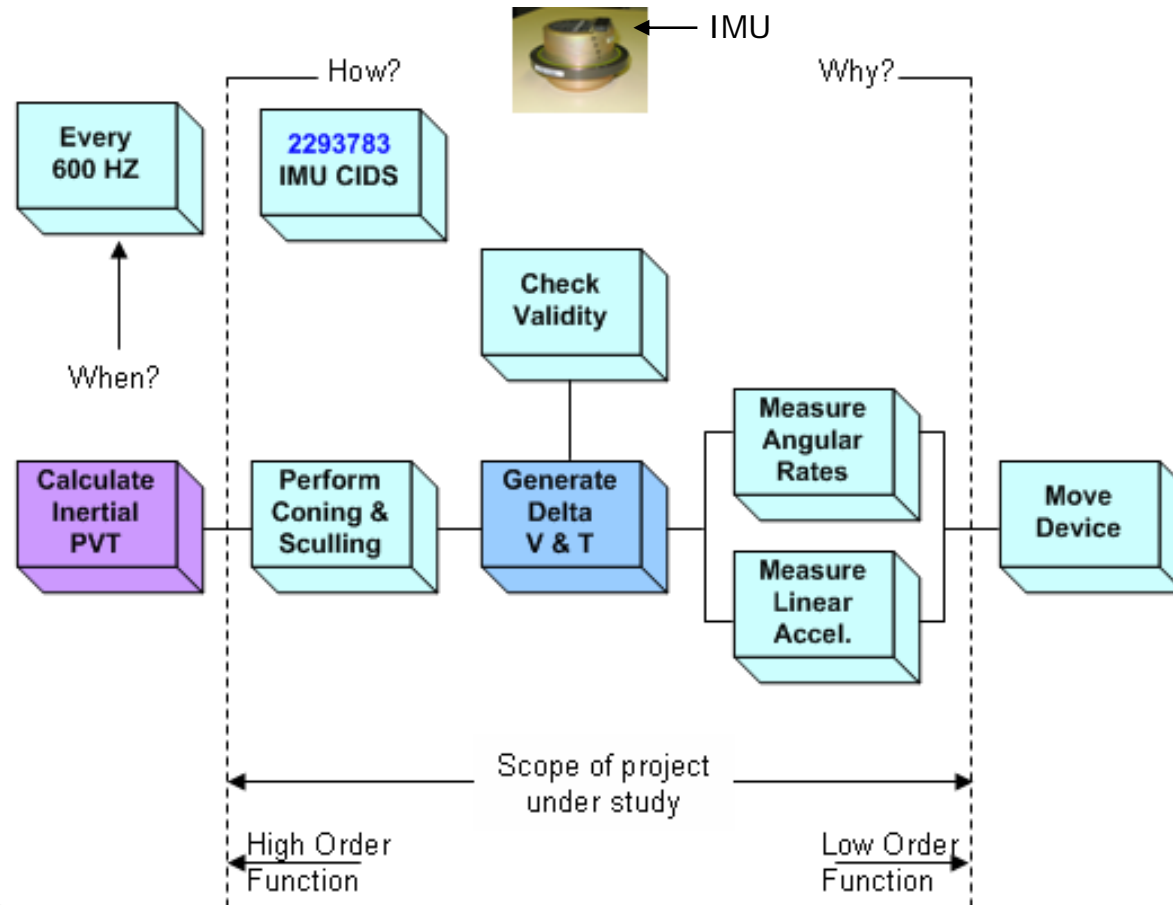 IMU
How?
Why?
Every
600 HZ
2293783
IMU CIDS
Check
Validity
When?
Calculate
Inertial
PVT
Perform
Coning &
Sculling
Generate
Delta
V & T
Measure
Angular
Rates
Measure
Linear
Accel.
Move
Device
Scope of project
under study
High Order
Function
Low Order
Function